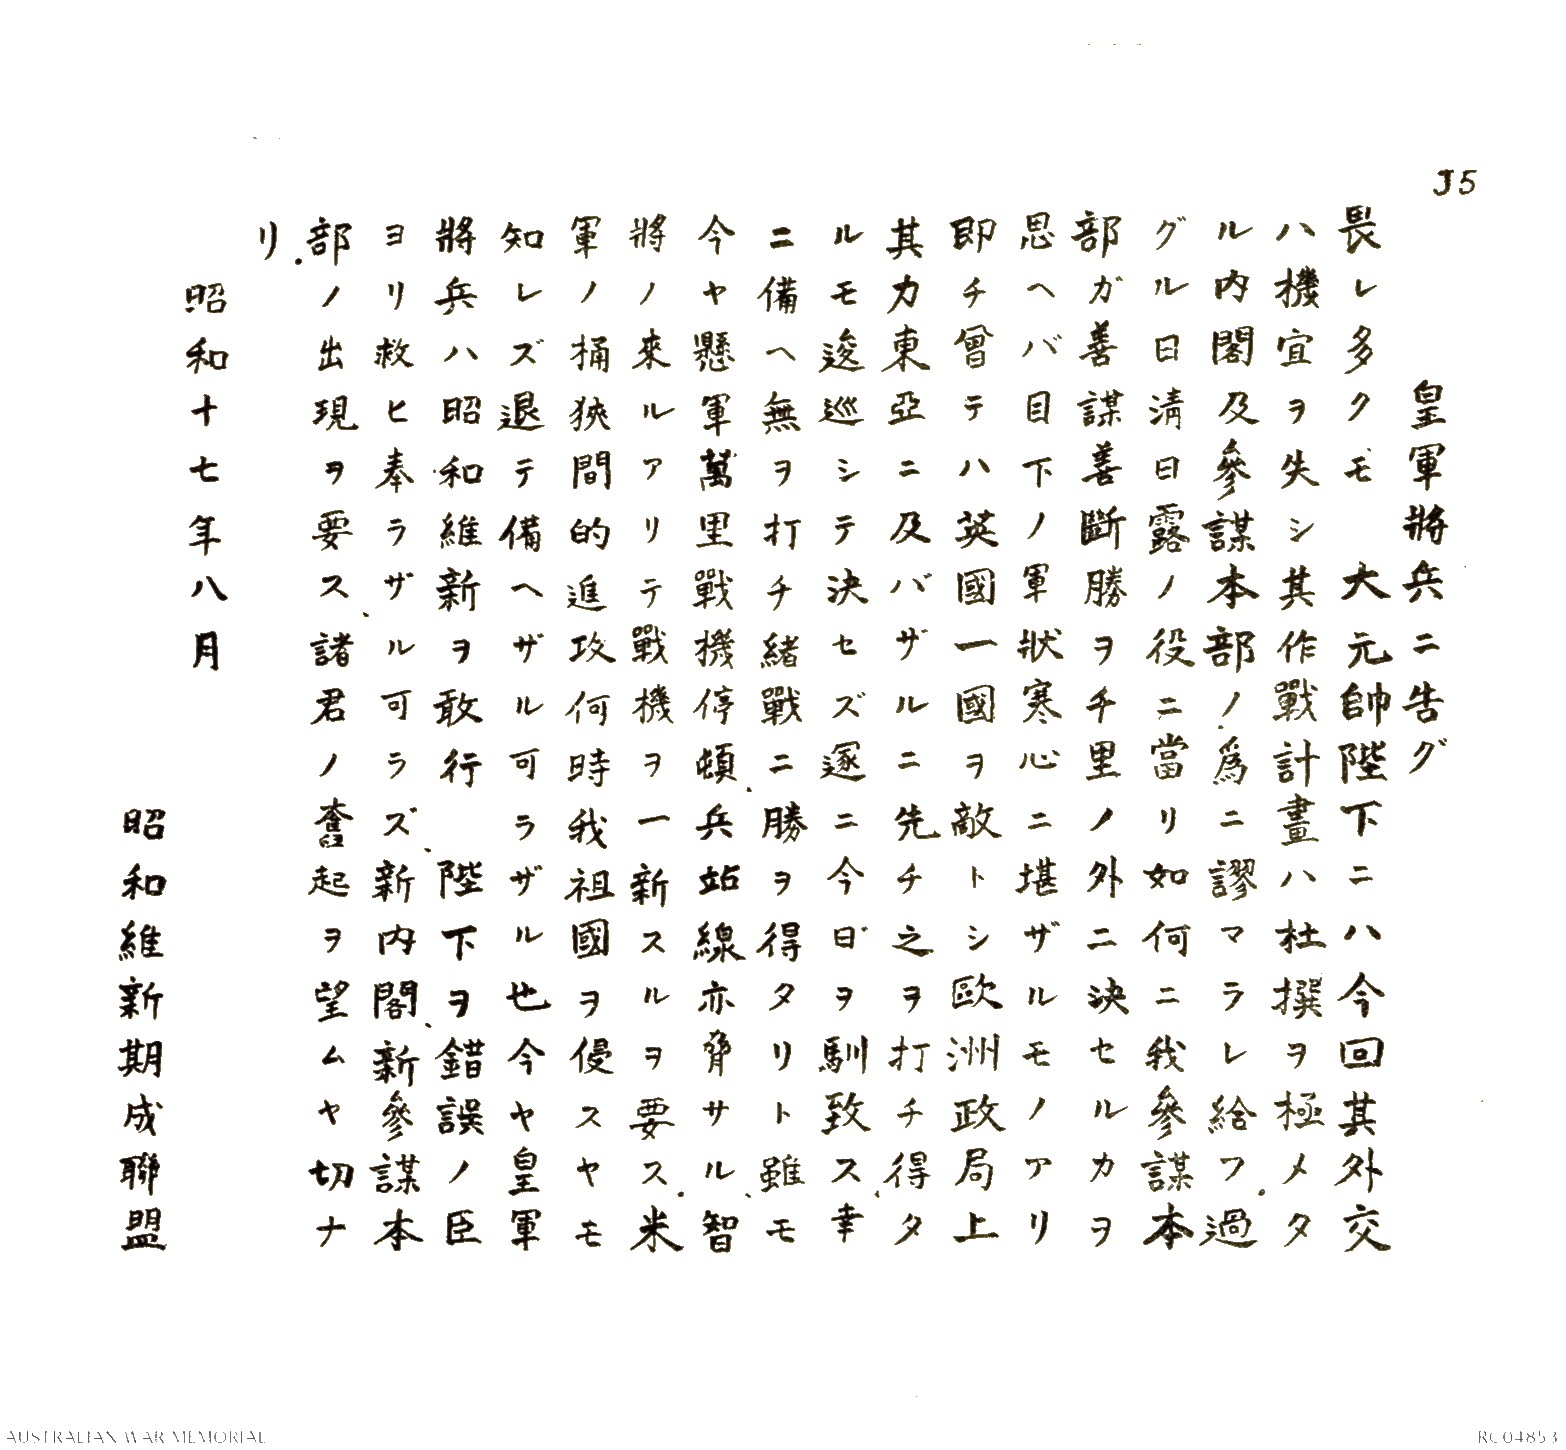 J5
皇軍將兵ニ告グ
畏レ多クモ　大元帥陛下ニハ今回其外交
ハ機宜ヲ失シ其作戰計畫ハ杜撰ヲ極メタ
ル内閣及參謀本部ノ爲ニ謬マラレ給フ。過
グル日淸日露ノ役ニ當リ如何ニ我參謀本
部ガ善謀善斷勝ヲチ里ノ外ニ決セルカヲ
思ヘバ目下ノ軍狀寒心ニ堪ザルモノアリ
即チ曾テハ英國一國ヲ敵トシ歐洲政局上
其力東亞ニ及バザルニ先チ之ヲ打チ得タ
ルモ逡巡シテ決セズ遂ニ今日ヲ馴致ス、幸
ニ備ヘ無ヲ打チ緒戰ニ勝ヲ得タリト雖モ
今ヤ懸軍萬里戰機停頓、兵站線亦脅サル、智
將ノ來ルアリテ戰機ヲ一新スルヲ要ス。米
軍ノ桶狹間的進攻何時我祖國ヲ侵スヤモ
知レズ退テ備ヘザル可ラザル也今ヤ皇軍
將兵ハ昭和維新ヲ敢行　陛下ヲ錯誤ノ臣
ヨリ救ヒ奉ラザル可ラズ、新内閣、新參謀本
部ノ出現ヲ要ス、諸君ノ奮起ヲ望ムヤ切ナ
リ。
昭和十七年八月
昭和維新期成聯盟
AUSTRALIAN WAR MEMORIAL
RC04853